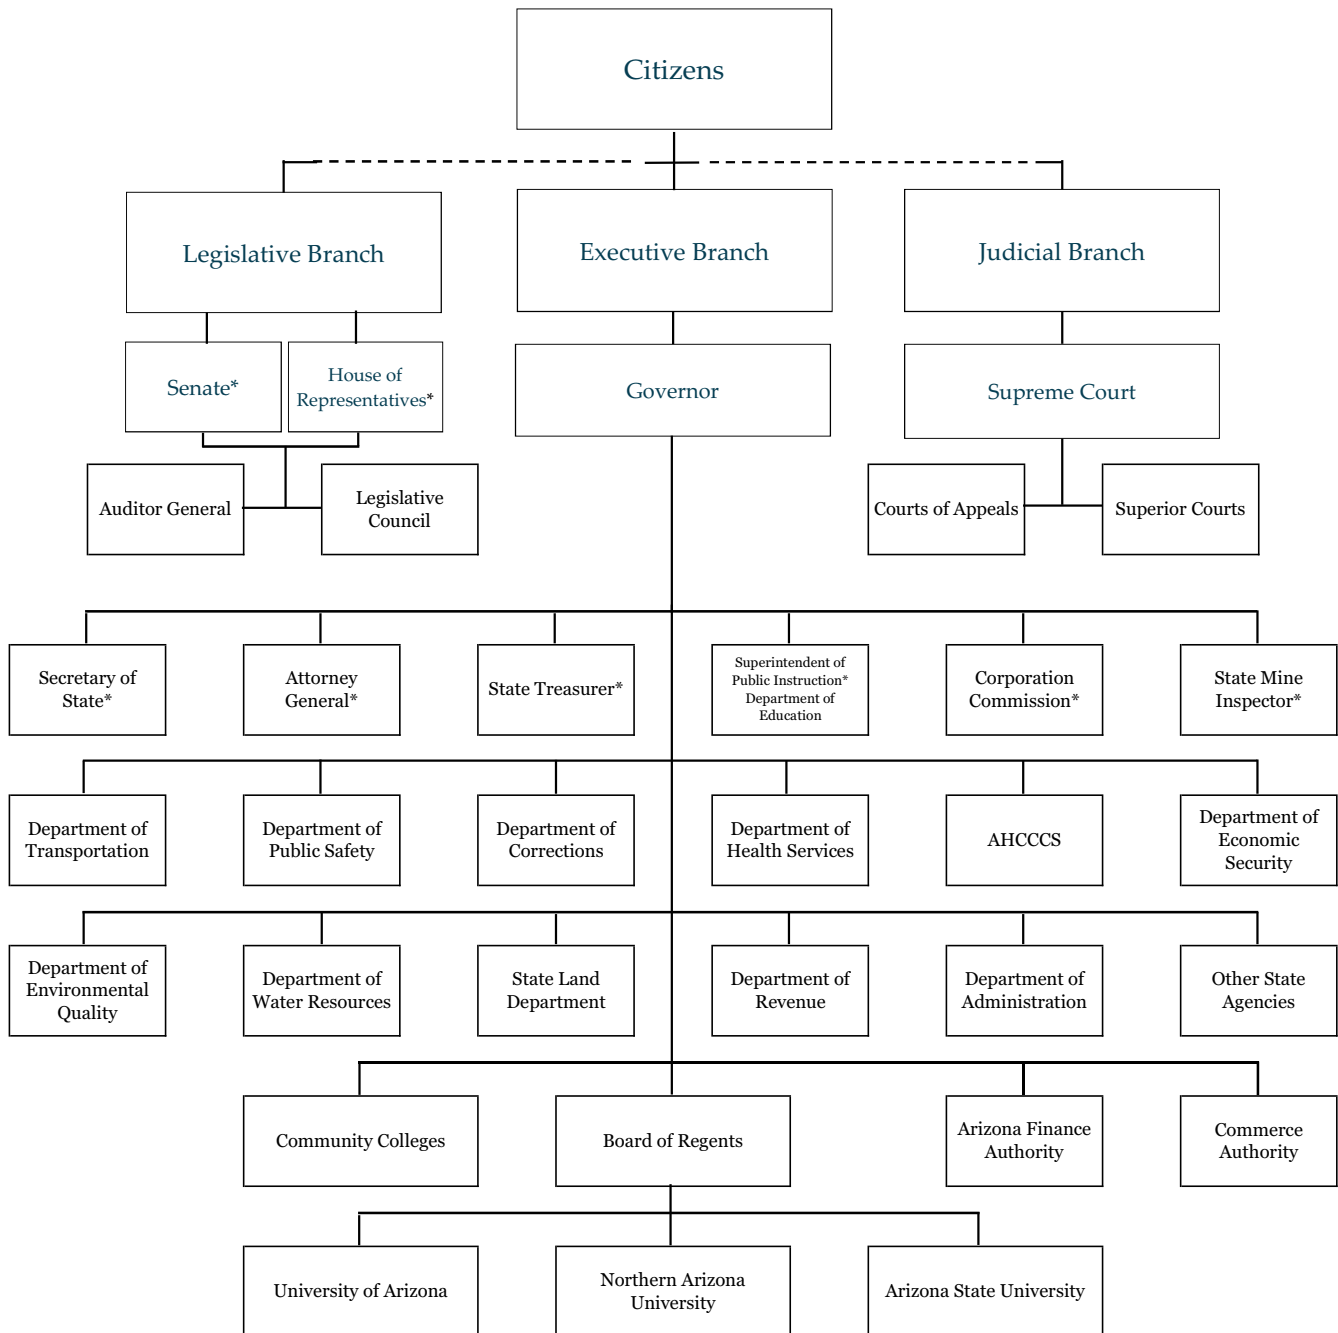 Citizens
Legislative Branch
Executive Branch
Judicial Branch
Senate*
House of
Representatives*
Governor
Supreme Court
Auditor General
Legislative
Council
Courts of Appeals
Superior Courts
Secretary of
State*
Attorney
General*
State Treasurer*
Superintendent of
Public Instruction*
Department of
Education
Corporation
Commission*
State Mine
Inspector*
Department of
Transportation
Department of
Public Safety
Department of
Corrections
Department of
Health Services
AHCCCS
Department of
Economic
Security
Department of
Environmental
Quality
Department of
Water Resources
State Land
Department
Department of
Revenue
Department of
Administration
Other State
Agencies
Community Colleges
Board of Regents
Arizona Finance
Authority
Commerce
Authority
University of Arizona
Northern Arizona
University
Arizona State University